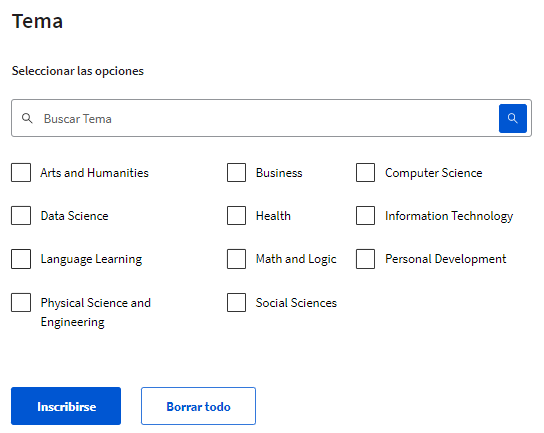 Tema
Seleccionar las opciones
Buscar Tema
Arts and Humanities
Business
Computer Science
Data Science
Health
Information Technology
Language Learning
Math and Logic
Personal Development
Physical Science and
Engineering
Social Sciences
Inscribirse
Borrar todo